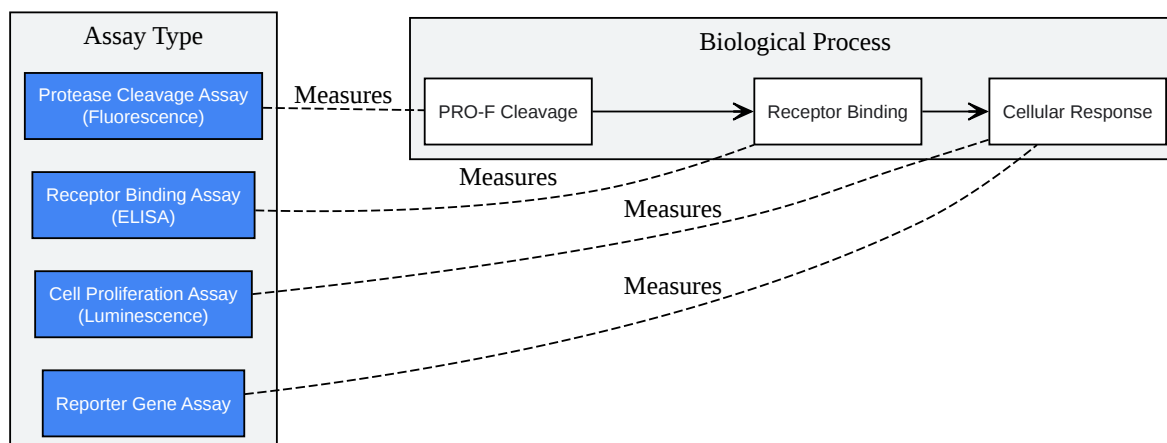 Assay Type
Protease Cleavage Assay
(Fluorescence)
Receptor Binding Assay
(ELISA)
Cell Proliferation Assay
(Luminescence)
Reporter Gene Assay
Biological Process
PRO-F Cleavage
Receptor Binding
Cellular Response
Measures
Measures
Measures
Measures